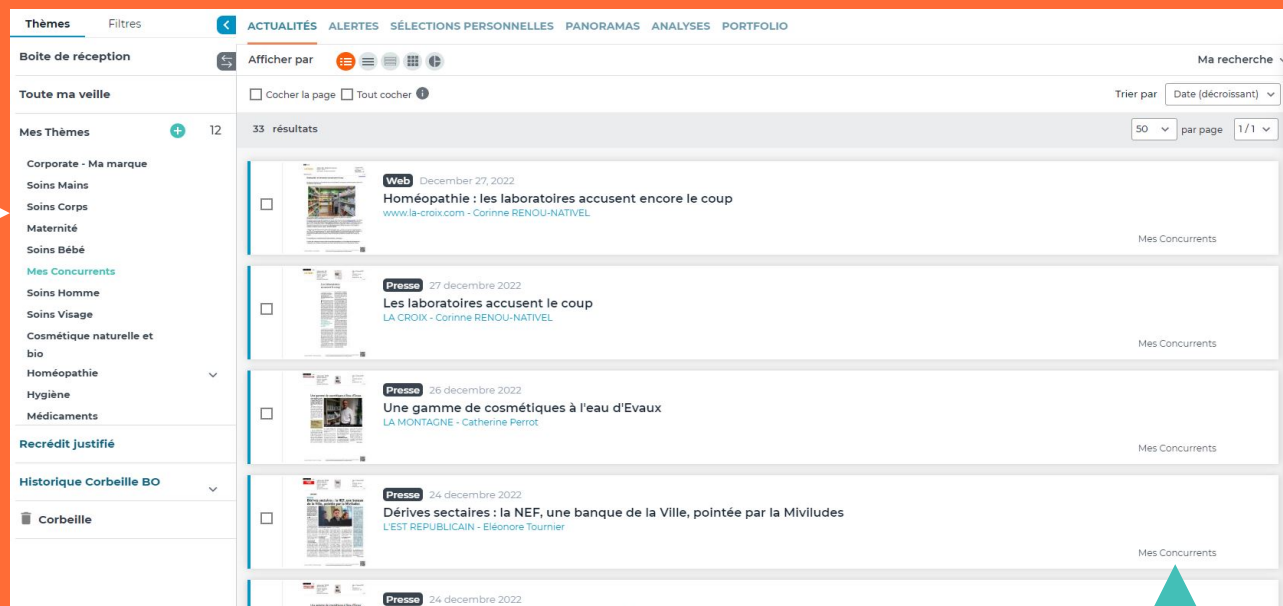 Thèmes Filtres
Boite de réception
Toute ma veille
Mes Thèmes 12
Corporate - Ma marque
Soins Mains
Soins Corps
Maternité
Soins Bébé
Mes Concurrents
Soins Homme
Soins Visage
Cosmétique naturelle et
bio
Homéopathie
Hygiène
Médicaments
Recrédit justifié
Historique Corbeille BO
Corbeille
ACTUALITÉS ALERTES SÉLECTIONS PERSONNELLES PANORAMAS ANALYSES PORTFOLIO
Afficher par Ma recherche
Cocher la page Tout cocher Trier par Date (décroissant)
33 résultats 50 par page 1/1
Web December 27, 2022
Homéopathie : les laboratoires accusent encore le coup
www.la-croix.com - Corinne RENOU-NATIVEL
Mes Concurrents
Presse 27 decembre 2022
Les laboratoires accusent le coup
LA CROIX - Corinne RENOU-NATIVEL
Mes Concurrents
Presse 26 decembre 2022
Une gamme de cosmétiques à l'eau d'Evaux
LA MONTAGNE - Catherine Perrot
Mes Concurrents
Presse 24 decembre 2022
Dérives sectaires : la NEF, une banque de la Ville, pointée par la Miviludes
L'EST REPUBLICAIN - Eléonore Tournier
Mes Concurrents
Presse 24 decembre 2022